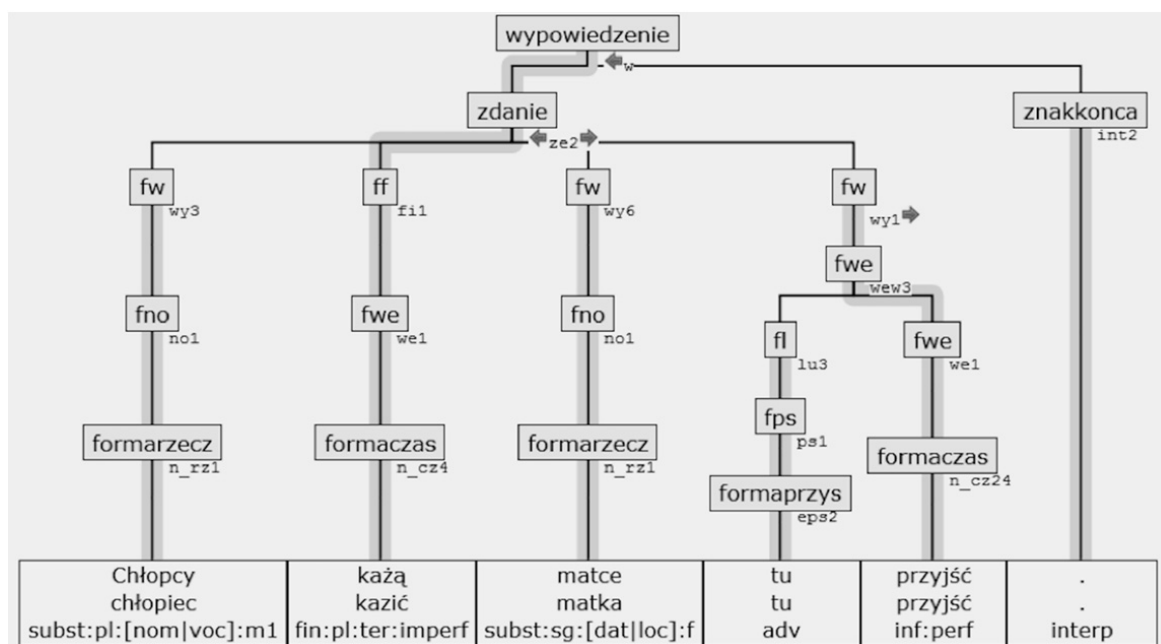 wypowiedzenie
w
zdanie znakkonca
ze2 int2
fw ff fw fw
wy3 fi1 wy6 wy1
fwe
wew3
fno fwe fno fl fwe
no1 we1 no1 lu3 we1
fps
ps1
formarzecz formaczas formarzecz formaczas
n_rz1 n_cz4 n_rz1 n_cz24
formaprzys
eps2
Chłopcy każą matce tu przyjść .
chłopiec kazić matka tu przyjść .
subst:pl:[nom|voc]:m1 fin:pl:ter:imperf subst:sg:[dat|loc]:f adv inf:perf interp